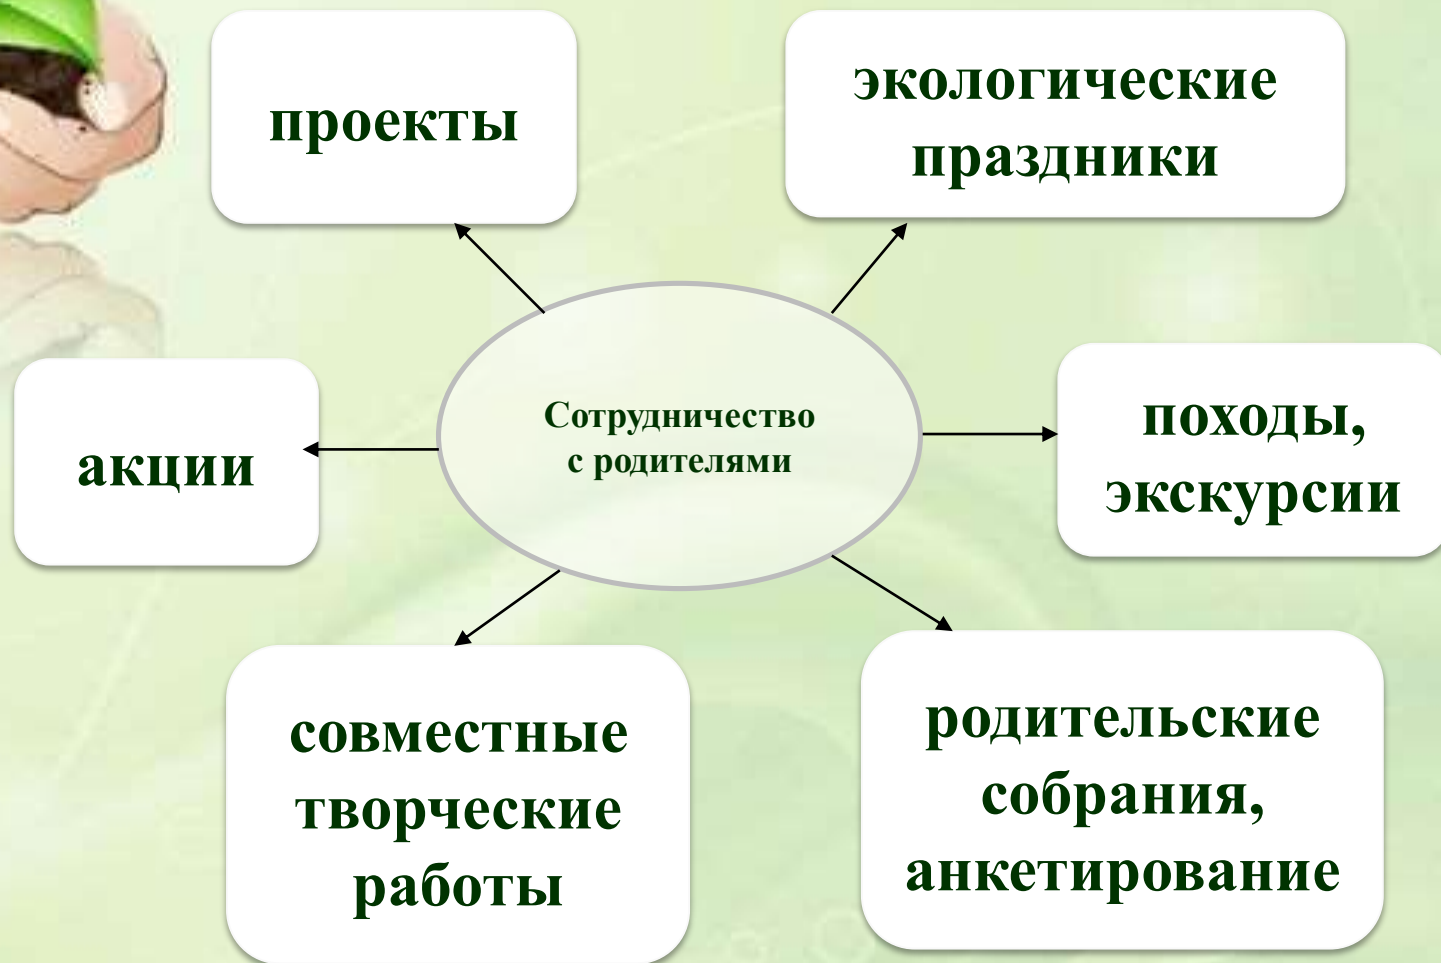 проекты
экологические
праздники
Сотрудничество
с родителями
акции
походы,
экскурсии
совместные
творческие
работы
родительские
собрания,
анкетирование